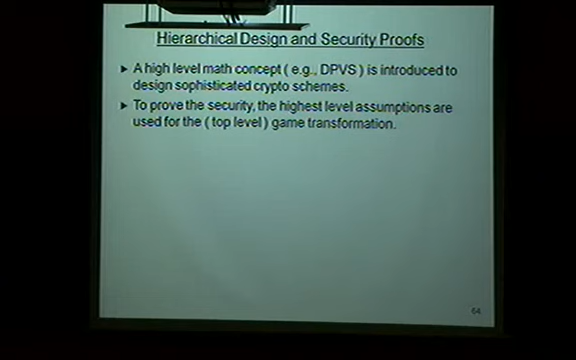 Hierarchical Design and Security Proofs
▶ A high level math concept ( e.g., DPVS ) is introduced to
design sophisticated crypto schemes.
▶ To prove the security, the highest level assumptions are
used for the ( top level ) game transformation.
64